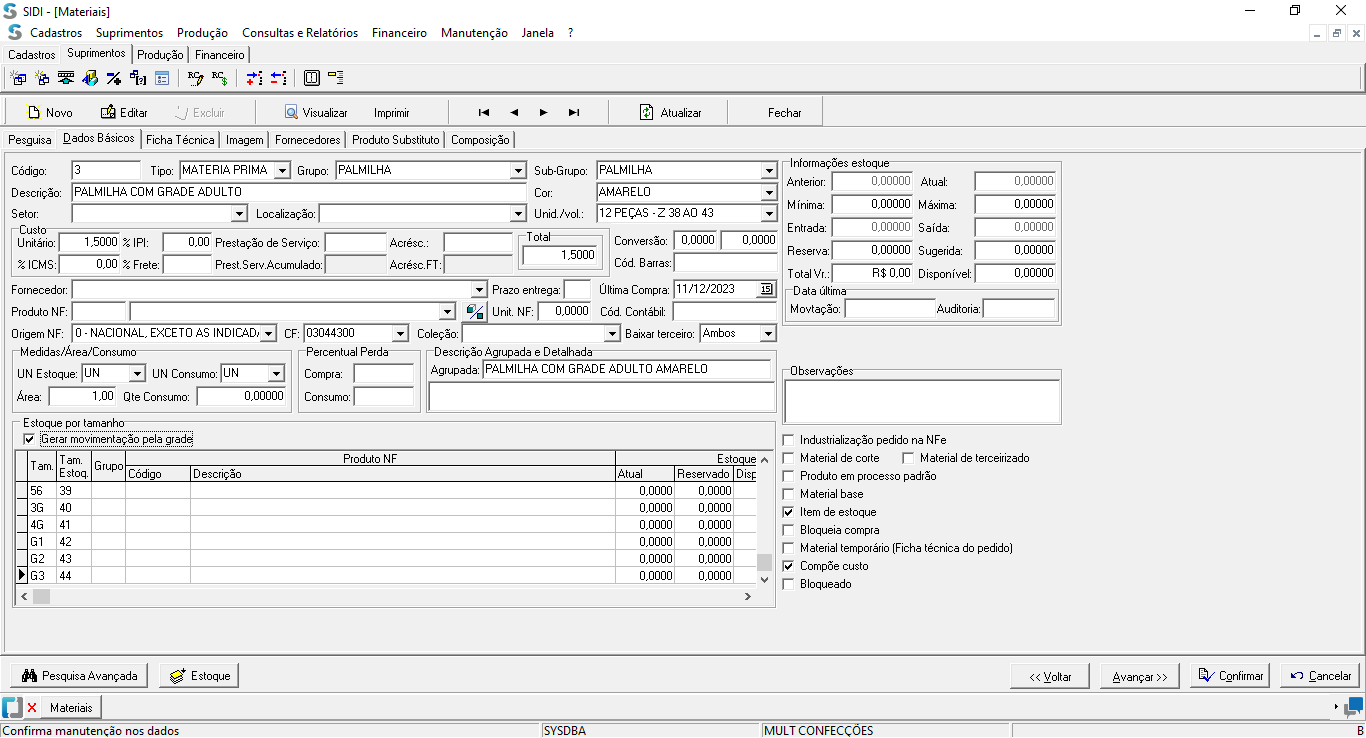 SIDI - [Materiais]
Cadastros Suprimentos Produção Consultas e Relatórios Financeiro Manutenção Janela ?
Cadastros Suprimentos Produção Financeiro
Novo Editar Excluir Visualizar Imprimir Atualizar Fechar
Pesquisa Dados Básicos Ficha Técnica Imagem Fornecedores Produto Substituto Composição
Código: 3 Tipo: MATERIA PRIMA Grupo: PALMILHA Sub-Grupo: PALMILHA
Descrição: PALMILHA COM GRADE ADULTO Cor: AMARELO
Setor: Localização: Unid./vol.: 12 PEÇAS - Z 38 AO 43
Custo
Unitário: 1,5000 % IPI: 0,00 Prestação de Serviço: Acrésc.:
% ICMS: 0,00 % Frete: Prest.Serv.Acumulado: Acrésc.FT:
Total
1,5000
Conversão: 0,0000 0,0000
Cód. Barras:
Fornecedor: Prazo entrega: Última Compra: 11/12/2023 15
Produto NF: Unit. NF: 0,0000 Cód. Contábil:
Origem NF: 0 - NACIONAL, EXCETO AS INDICADA CF: 03044300 Coleção: Baixar terceiro: Ambos
Medidas/Área/Consumo
UN Estoque: UN UN Consumo: UN
Área: 1,00 Qte Consumo: 0,00000
Percentual Perda
Compra:
Consumo:
Descrição Agrupada e Detalhada
Agrupada: PALMILHA COM GRADE ADULTO AMARELO
Estoque por tamanho
Gerar movimentação pela grade
Tam. Tam. Estoq. Grupo Produto NF Estoque
Código Descrição Atual Reservado Disp
56 39 0,0000 0,0000
3G 40 0,0000 0,0000
4G 41 0,0000 0,0000
G1 42 0,0000 0,0000
G2 43 0,0000 0,0000
G3 44 0,0000 0,0000
Informações estoque
Anterior: 0,00000 Atual: 0,00000
Mínima: 0,00000 Máxima: 0,00000
Entrada: 0,00000 Saída: 0,00000
Reserva: 0,00000 Sugerida: 0,00000
Total Vr.: R$ 0,00 Disponível: 0,00000
Data última
Movtação: Auditoria:
Observações
Industrialização pedido na NFe
Material de corte Material de terceirizado
Produto em processo padrão
Material base
Item de estoque
Bloqueia compra
Material temporário (Ficha técnica do pedido)
Compõe custo
Bloqueado
Pesquisa Avançada Estoque << Voltar Avançar >> Confirmar Cancelar
Materiais
Confirma manutenção nos dados SYSDBA MULT CONFECÇÕES B